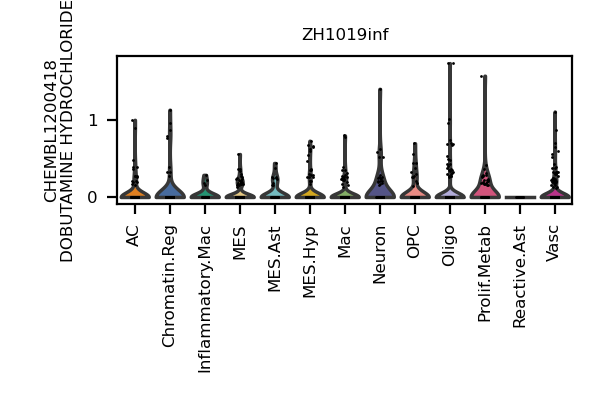 ZH1019inf
CHEMBL1200418
DOBUTAMINE HYDROCHLORIDE
1
0
AC
Chromatin.Reg
Inflammatory.Mac
MES
MES.Ast
MES.Hyp
Mac
Neuron
OPC
Oligo
Prolif.Metab
Reactive.Ast
Vasc